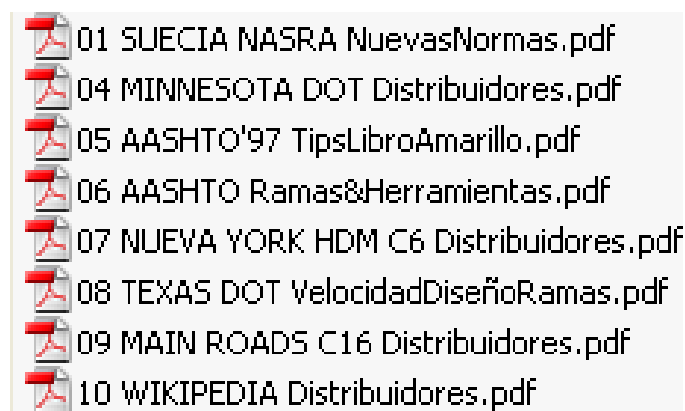 01 SUECIA NASRA NuevasNormas.pdf
04 MINNESOTA DOT Distribuidores.pdf
05 AASHTO'97 TipsLibroAmarillo.pdf
06 AASHTO Ramas&Herramientas.pdf
07 NUEVA YORK HDM C6 Distribuidores.pdf
08 TEXAS DOT VelocidadDiseñoRamas.pdf
09 MAIN ROADS C16 Distribuidores.pdf
10 WIKIPEDIA Distribuidores.pdf